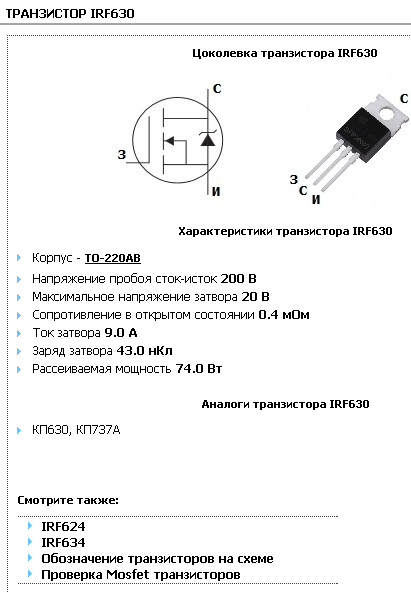 ТРАНЗИСТОР IRF630
Цоколевка транзистора IRF630
С
З
И
С
З
С
И
Характеристики транзистора IRF630
Корпус - TO-220AB
Напряжение пробоя сток-исток 200 В
Максимальное напряжение затвора 20 В
Сопротивление в открытом состоянии 0.4 мОм
Ток затвора 9.0 А
Заряд затвора 43.0 нКл
Рассеиваемая мощность 74.0 Вт
Аналоги транзистора IRF630
КП630, КП737А
Смотрите также:
IRF624
IRF634
Обозначение транзисторов на схеме
Проверка Mosfet транзисторов